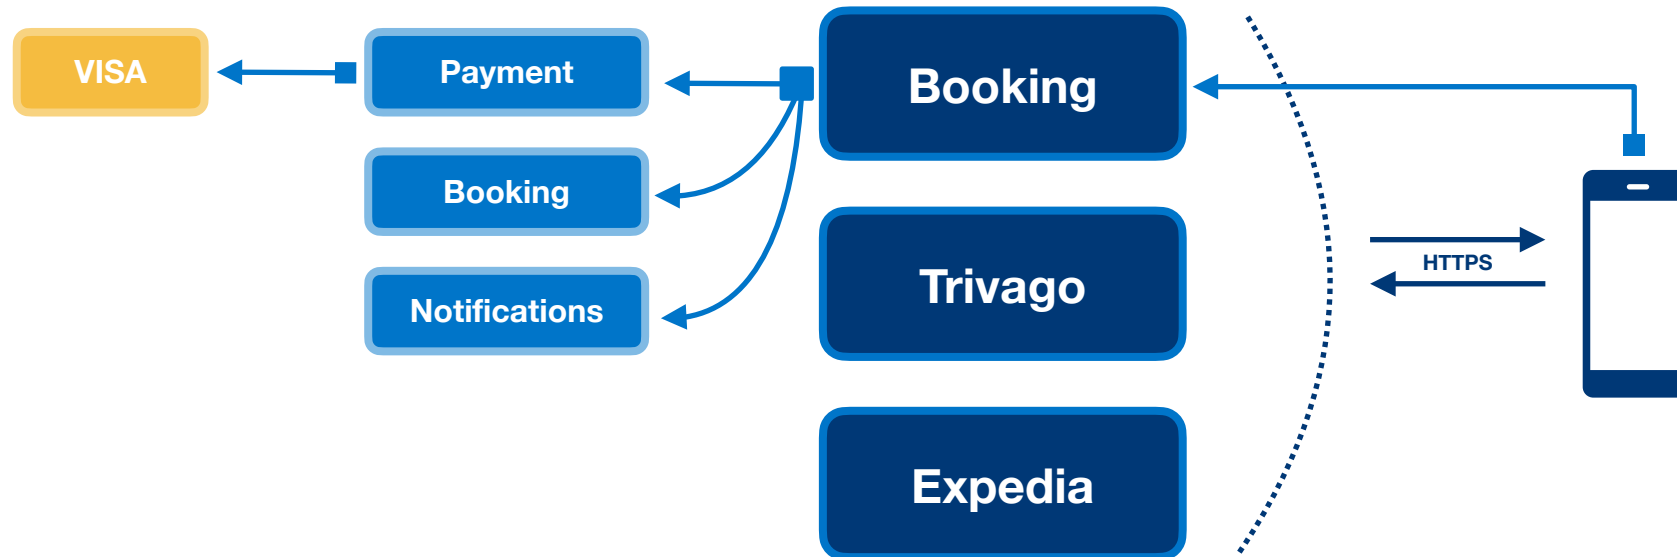 VISA
Payment
Booking
Booking
Notifications
Trivago
HTTPS
Expedia